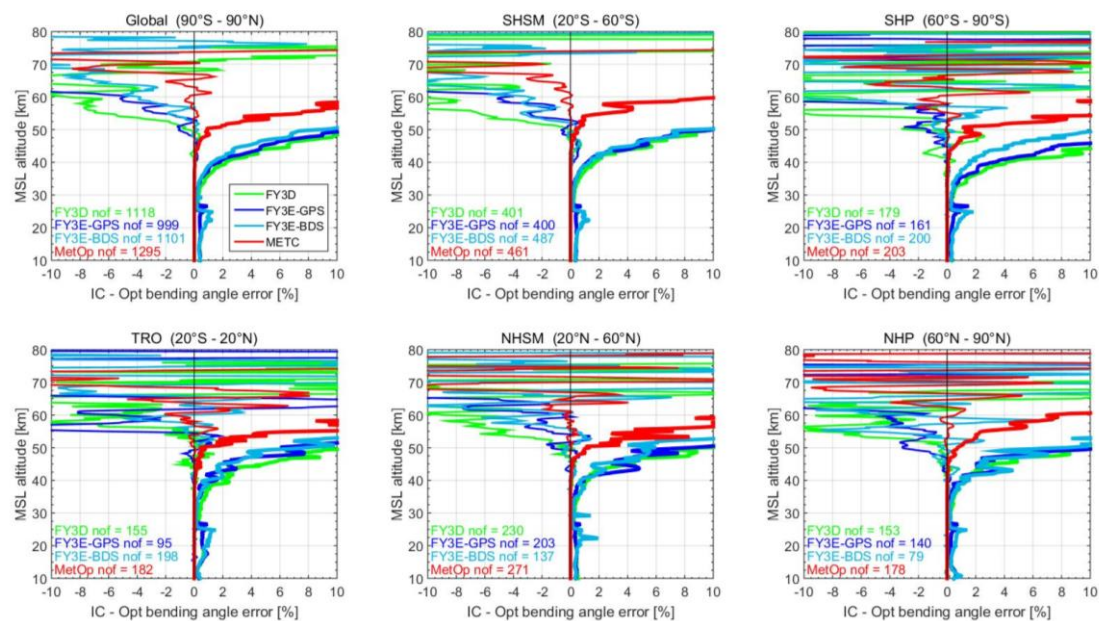 Global (90°S - 90°N)
80
70
60
50
40
30
20
10
MSL altitude [km]
FY3D
FY3E-GPS
FY3E-BDS
METC
FY3D nof = 1118
FY3E-GPS nof = 999
FY3E-BDS nof = 1101
MetOp nof = 1295
-10 -8 -6 -4 -2 0 2 4 6 8 10
IC - Opt bending angle error [%]
SHSM (20°S - 60°S)
80
70
60
50
40
30
20
10
MSL altitude [km]
FY3D nof = 401
FY3E-GPS nof = 400
FY3E-BDS nof = 487
MetOp nof = 461
-10 -8 -6 -4 -2 0 2 4 6 8 10
IC - Opt bending angle error [%]
SHP (60°S - 90°S)
80
70
60
50
40
30
20
10
MSL altitude [km]
FY3D nof = 179
FY3E-GPS nof = 161
FY3E-BDS nof = 200
MetOp nof = 203
-10 -8 -6 -4 -2 0 2 4 6 8 10
IC - Opt bending angle error [%]
TRO (20°S - 20°N)
80
70
60
50
40
30
20
10
MSL altitude [km]
FY3D nof = 155
FY3E-GPS nof = 95
FY3E-BDS nof = 198
MetOp nof = 182
-10 -8 -6 -4 -2 0 2 4 6 8 10
IC - Opt bending angle error [%]
NHSM (20°N - 60°N)
80
70
60
50
40
30
20
10
MSL altitude [km]
FY3D nof = 230
FY3E-GPS nof = 203
FY3E-BDS nof = 137
MetOp nof = 271
-10 -8 -6 -4 -2 0 2 4 6 8 10
IC - Opt bending angle error [%]
NHP (60°N - 90°N)
80
70
60
50
40
30
20
10
MSL altitude [km]
FY3D nof = 153
FY3E-GPS nof = 140
FY3E-BDS nof = 79
MetOp nof = 178
-10 -8 -6 -4 -2 0 2 4 6 8 10
IC - Opt bending angle error [%]